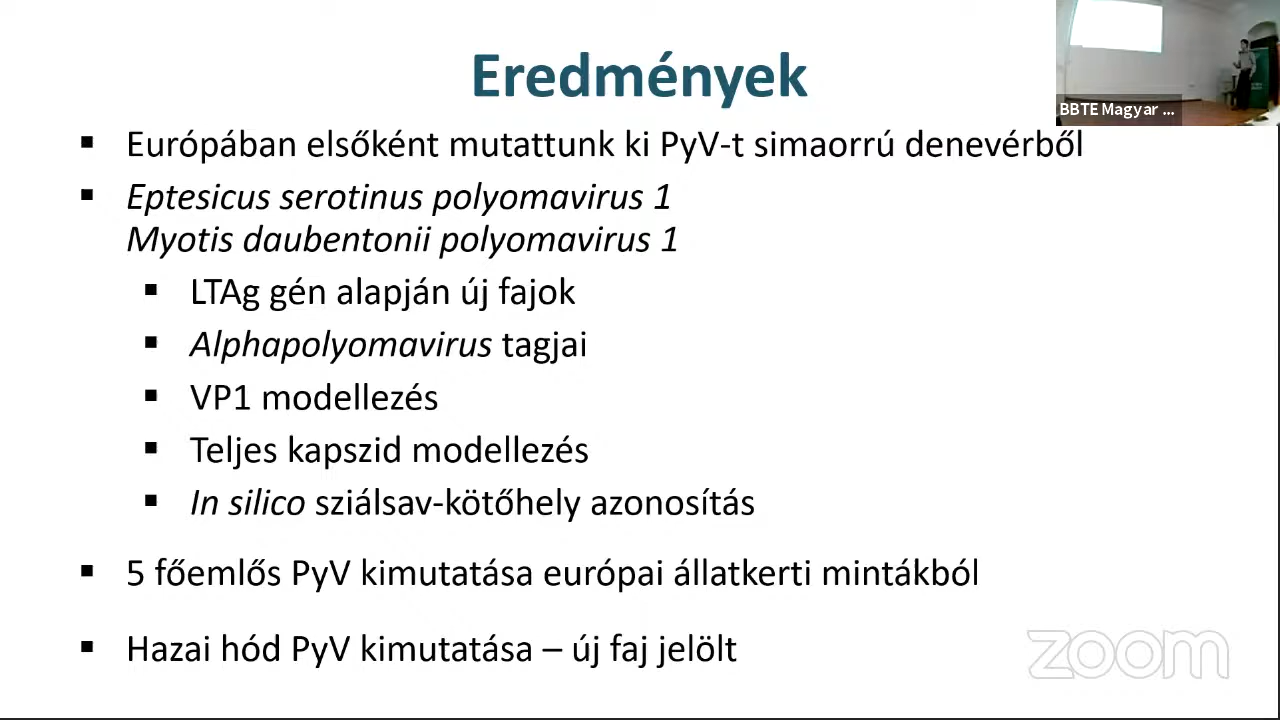 Eredmények
BBTE Magyar ...
▪ Európában elsőként mutattunk ki PyV-t simaorrú denevérből
▪ Eptesicus serotinus polyomavirus 1
Myotis daubentonii polyomavirus 1
▪ LTAg gén alapján új fajok
▪ Alphapolyomavirus tagjai
▪ VP1 modellezés
▪ Teljes kapszid modellezés
▪ In silico sziálsav-kötőhely azonosítás
▪ 5 főemlős PyV kimutatása európai állatkerti mintákból
▪ Hazai hód PyV kimutatása – új faj jelölt
zoom